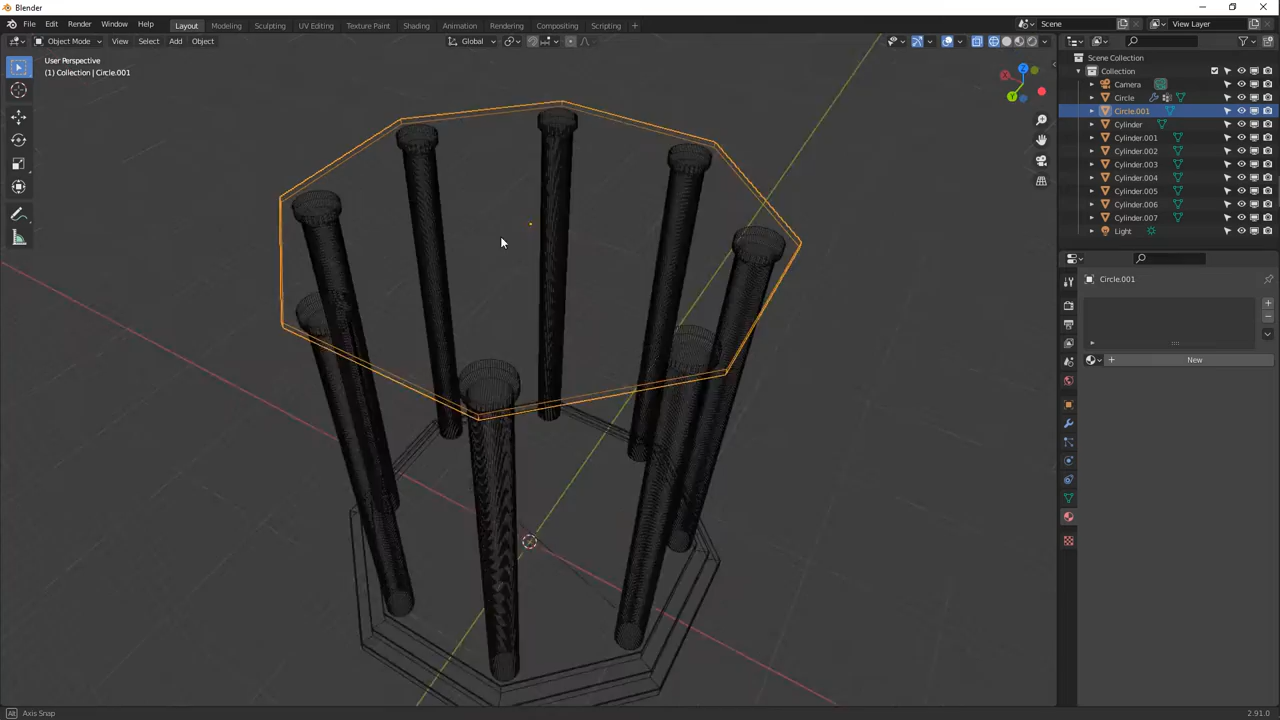 Blender
File Edit Render Window Help Layout Modeling Sculpting UV Editing Texture Paint Shading Animation Rendering Compositing Scripting + Scene View Layer
Object Mode View Select Add Object Global
User Perspective
(1) Collection | Circle.001
X
Y
Z
Scene Collection
Collection
Camera
Circle
Circle.001
Cylinder
Cylinder.001
Cylinder.002
Cylinder.003
Cylinder.004
Cylinder.005
Cylinder.006
Cylinder.007
Light
Circle.001
+ New
Alt Axis Snap
2.91.0